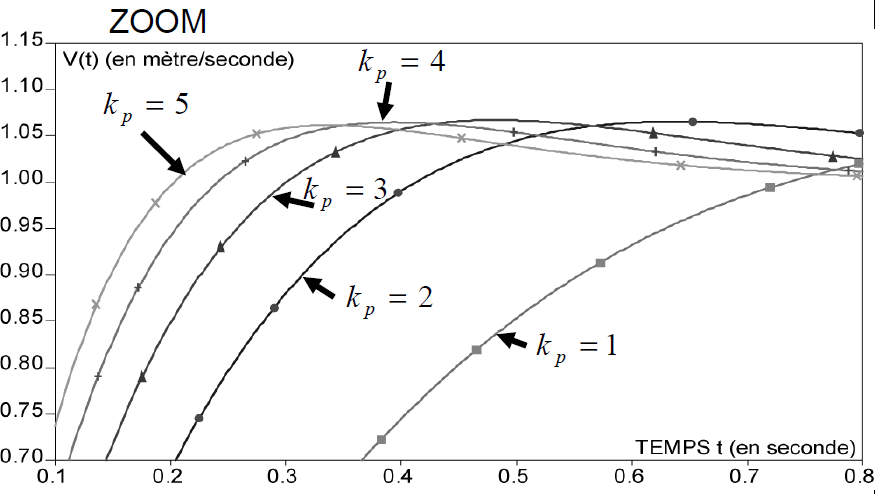 ZOOM
1.15
V(t) (en mètre/seconde)
k_p = 4
1.10
k_p = 5
1.05
1.00
k_p = 3
0.95
0.90
k_p = 2
0.85
k_p = 1
0.80
0.75
TEMPS t (en seconde)
0.70
0.1 0.2 0.3 0.4 0.5 0.6 0.7 0.8